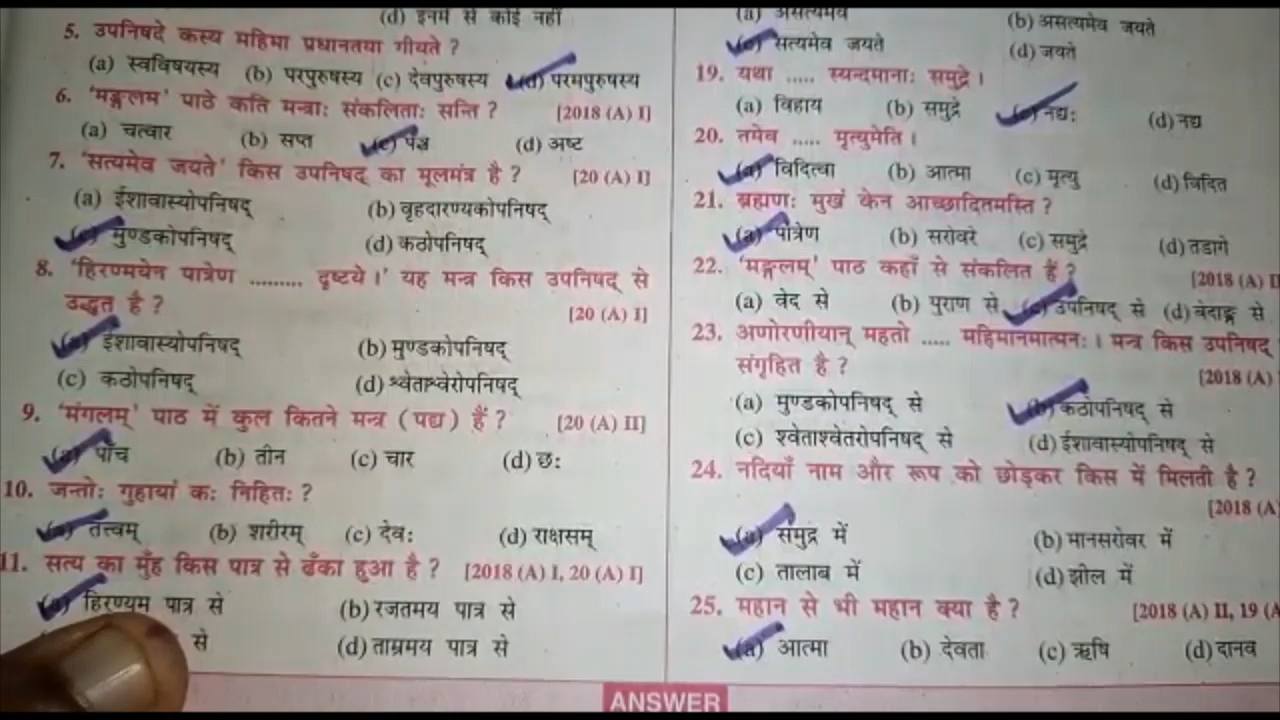 (d) इनमें से कोई नहीं
5. उपनिषदे कस्य महिमा प्रधानतया गीयते ?
(a) स्वविषयस्य (b) परपुरुषस्य (c) देवपुरुषस्य (d) परमपुरुषस्य
6. 'मङ्गलम' पाठे कति मन्त्राः संकलिताः सन्ति ? [2018 (A) I]
(a) चत्वार (b) सप्त (c) पंञ्च (d) अष्ट
7. 'सत्यमेव जयते' किस उपनिषद् का मूलमंत्र है ? [20 (A) I]
(a) ईशावास्योपनिषद् (b) वृहदारण्यकोपनिषद्
(c) मुण्डकोपनिषद् (d) कठोपनिषद्
8. 'हिरण्मयेन पात्रेण ......... दृष्टये।' यह मन्त्र किस उपनिषद् से
उद्धृत है ? [20 (A) I]
(a) ईशावास्योपनिषद् (b) मुण्डकोपनिषद्
(c) कठोपनिषद् (d) श्वेताश्वेरोपनिषद्
9. 'मंगलम्' पाठ में कुल कितने मन्त्र (पद्य) हैं ? [20 (A) II]
(a) पाँच (b) तीन (c) चार (d) छः
10. जन्तोः गुहायां कः निहितः ?
(a) तत्त्वम् (b) शरीरम् (c) देवः (d) राक्षसम्
11. सत्य का मुँह किस पात्र से ढँका हुआ है ? [2018 (A) I, 20 (A) I]
(a) हिरण्यम पात्र से (b) रजतमय पात्र से
से (d) ताम्रमय पात्र से
(a) असत्यमेव (b) असत्यमेव जयते
(c) सत्यमेव जयते (d) जयते
19. यथा ..... स्यन्दमानाः समुद्रे।
(a) विहाय (b) समुद्रे (c) नद्यः (d) नद्य
20. तमेव ..... मृत्युमेति।
(a) विदित्वा (b) आत्मा (c) मृत्यु (d) विदित
21. ब्रह्मणः मुखं केन आच्छादितमस्ति ?
(a) पात्रेण (b) सरोवरे (c) समुद्रे (d) तडागे
22. 'मङ्गलम्' पाठ कहाँ से संकलित हैं ? [2018 (A)
(a) वेद से (b) पुराण से (c) उपनिषद् से (d) वेदाङ्ग से
23. अणोरणीयान् महतो ..... महिमानमात्मनः। मन्त्र किस उपनिषद्
संगृहित है ? [2018 (A)
(a) मुण्डकोपनिषद् से (b) कठोपनिषद् से
(c) श्वेताश्वेतरोपनिषद् से (d) ईशावास्योपनिषद् से
24. नदियाँ नाम और रूप को छोड़कर किस में मिलती है ?
[2018 (A
(a) समुद्र में (b) मानसरोवर में
(c) तालाब में (d) झील में
25. महान से भी महान क्या है ? [2018 (A) II, 19 (A
(a) आत्मा (b) देवता (c) ऋषि (d) दानव
ANSWER